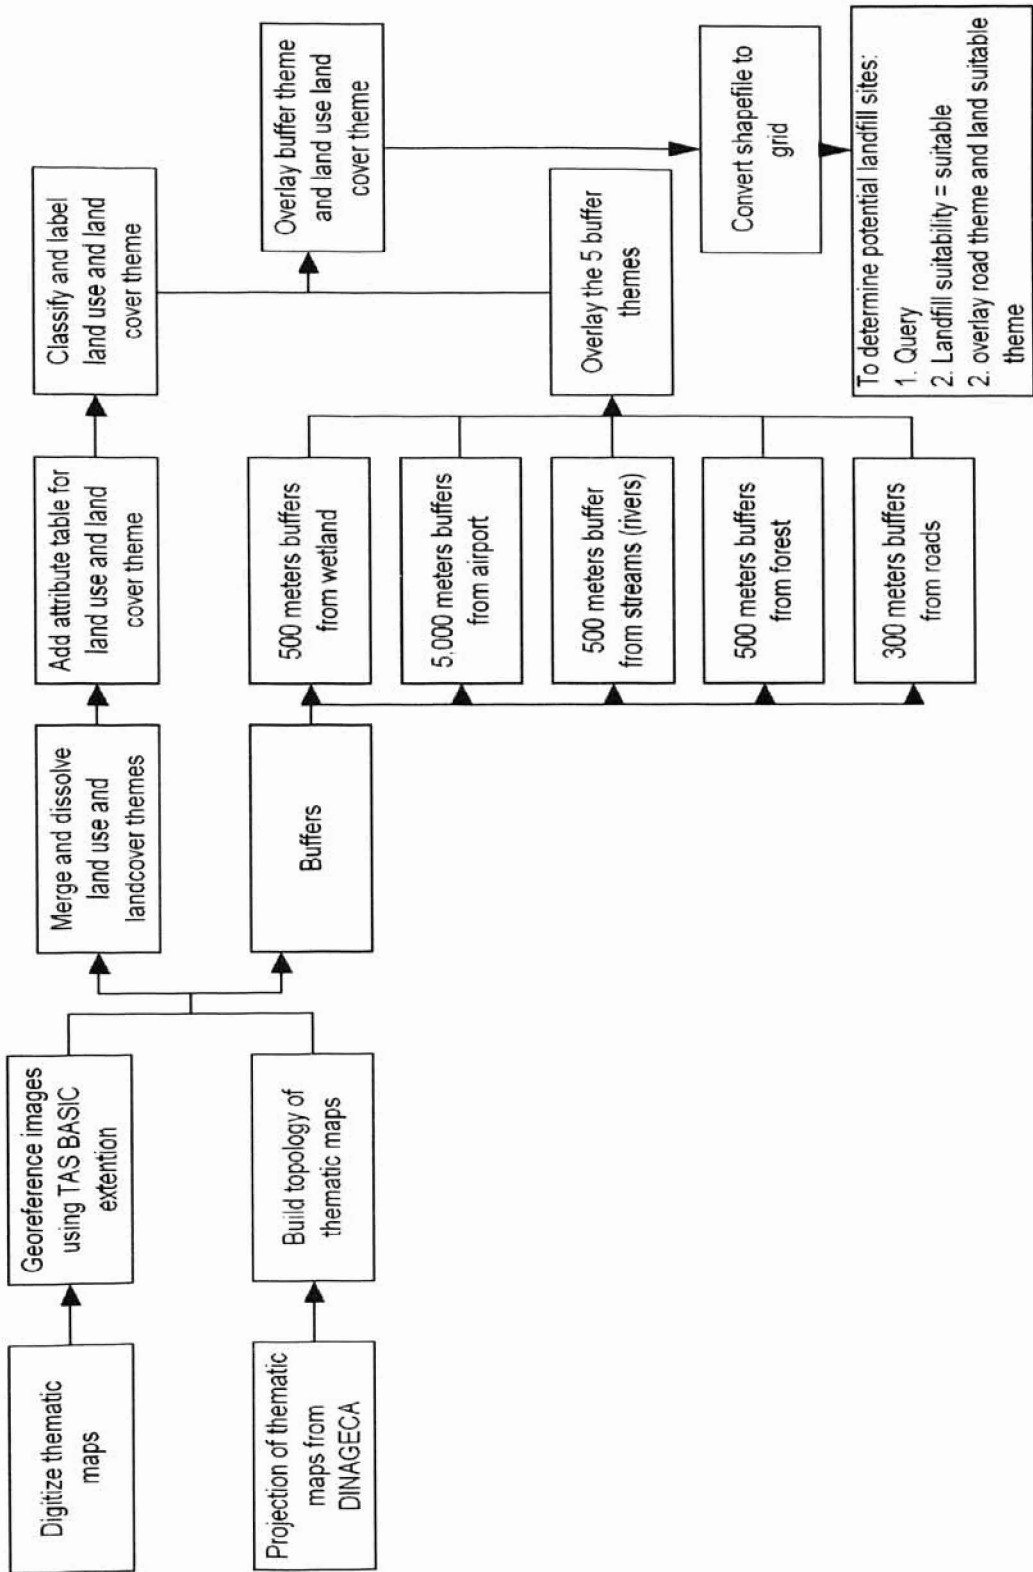 Digitize thematic
maps
Georeference images
using TAS BASIC
extention
Projection of thematic
maps from
DINAGECA
Build topology of
thematic maps
Merge and dissolve
land use and
landcover themes
Add attribute table for
land use and land
cover theme
Classify and label
land use and land
cover theme
Buffers
500 meters buffers
from wetland
5,000 meters buffers
from airport
500 meters buffer
from streams (rivers)
500 meters buffers
from forest
300 meters buffers
from roads
Overlay the 5 buffer
themes
Overlay buffer theme
and land use land
cover theme
Convert shapefile to
grid
To determine potential landfill sites:
1. Query
2. Landfill suitability = suitable
2. overlay road theme and land suitable
theme